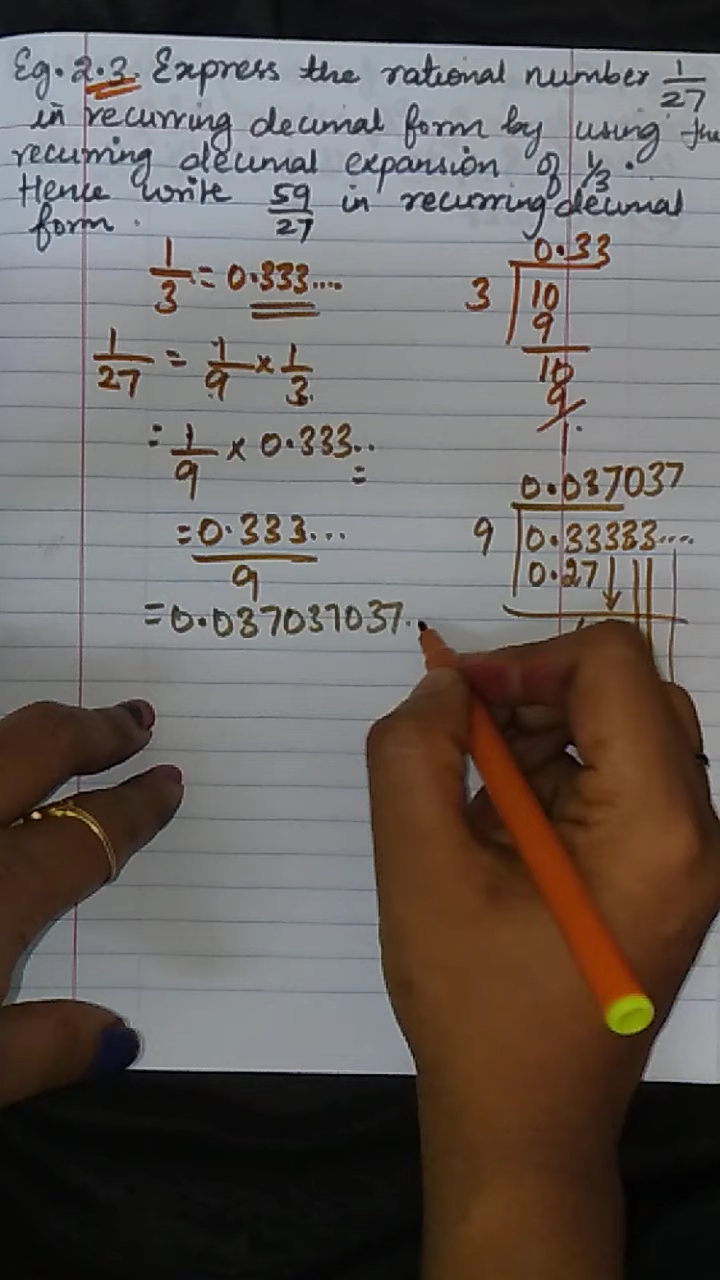 Eg. 2.3. Express the rational number 1/27
in recurring decimal form by using the
recurring decimal expansion of 1/3.
Hence write 59/27 in recurring decimal
form.
1/3 = 0.333....
1/27 = 1/9 × 1/3
= 1/9 × 0.333..
=
= 0.333.../9
= 0.037037037..
0.33
3 10
9
10
9
1
0.037037
9 0.33333....
0.27